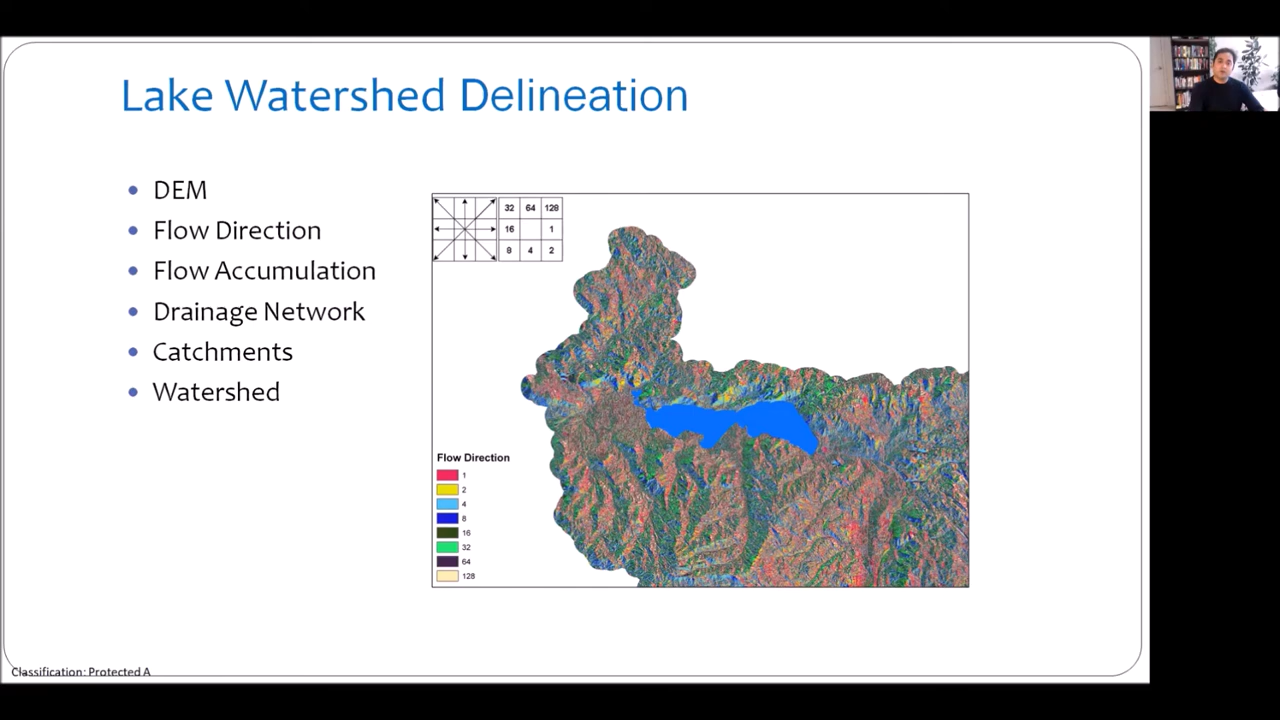 Lake Watershed Delineation
• DEM
• Flow Direction
• Flow Accumulation
• Drainage Network
• Catchments
• Watershed
32 64 128
16 1
8 4 2
Flow Direction
1
2
4
8
16
32
64
128
Classification: Protected A